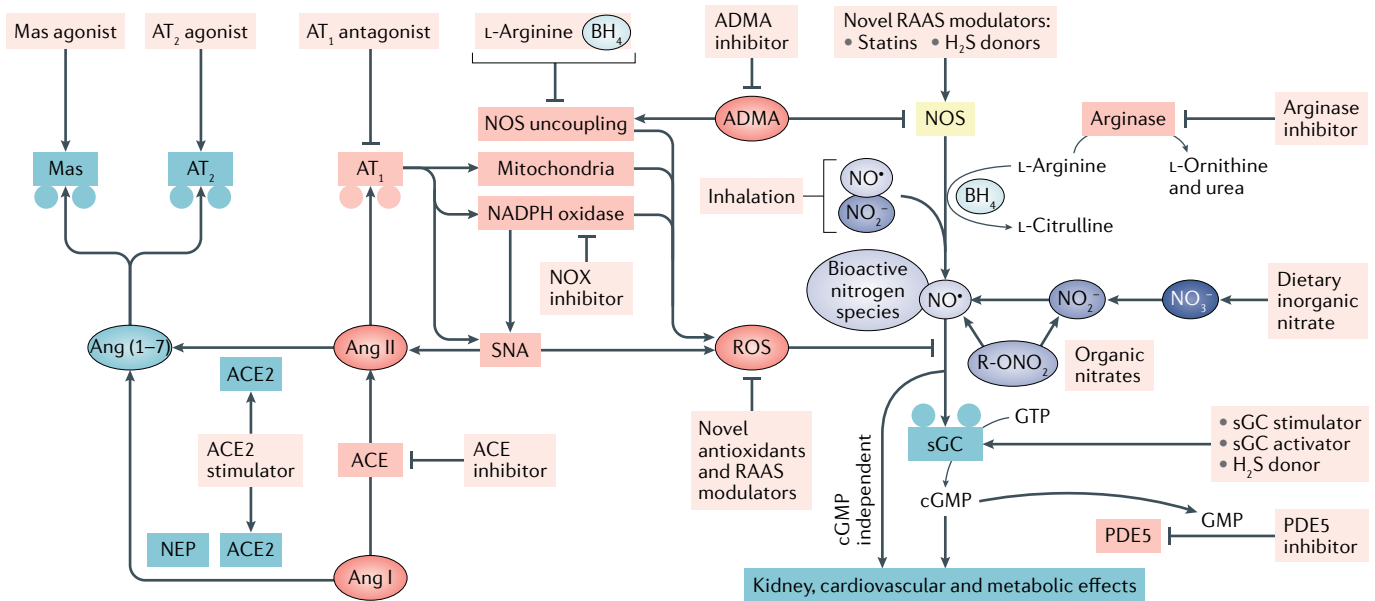 Mas agonist
AT₂ agonist
AT₁ antagonist
L-Arginine
BH₄
ADMA
inhibitor
Novel RAAS modulators:
• Statins • H₂S donors
NOS uncoupling
ADMA
NOS
Arginase
Arginase
inhibitor
Mas
AT₂
AT₁
Mitochondria
NADPH oxidase
NOX
inhibitor
Inhalation
NO•
NO₂⁻
L-Arginine
L-Ornithine
and urea
BH₄
L-Citrulline
Bioactive
nitrogen
species
NO•
NO₂⁻
NO₃⁻
Dietary
inorganic
nitrate
Ang (1–7)
Ang II
SNA
ROS
R-ONO₂
Organic
nitrates
ACE2
ACE2
stimulator
ACE
ACE
inhibitor
Novel
antioxidants
and RAAS
modulators
cGMP
independent
GTP
sGC
• sGC stimulator
• sGC activator
• H₂S donor
cGMP
GMP
PDE5
PDE5
inhibitor
NEP
ACE2
Ang I
Kidney, cardiovascular and metabolic effects